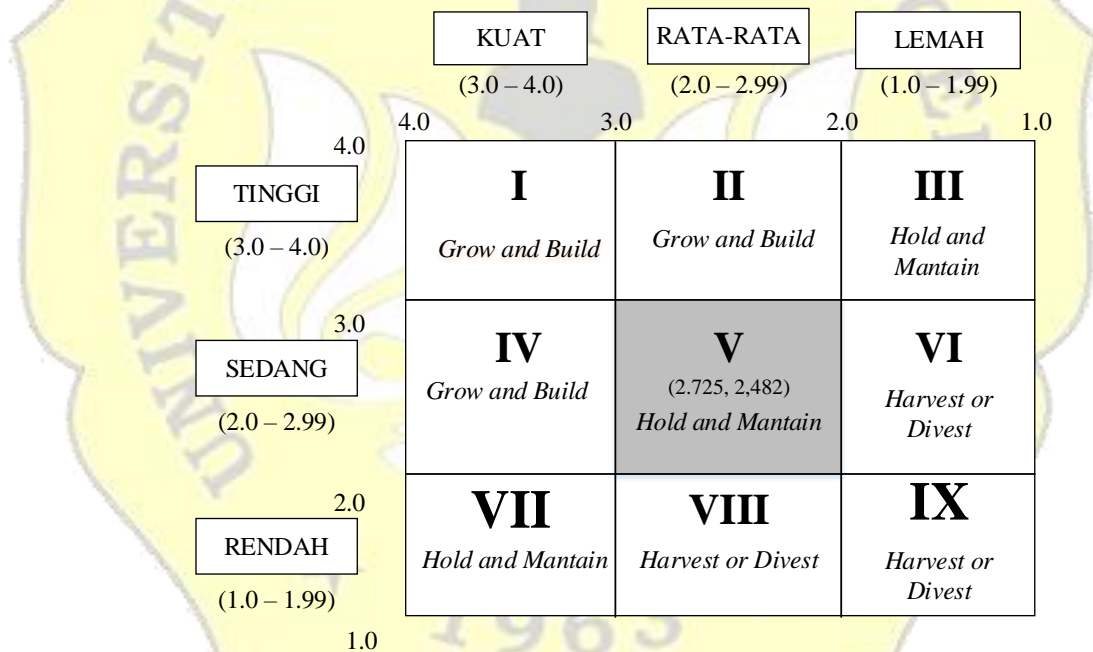 KUAT RATA-RATA LEMAH
(3.0 – 4.0) (2.0 – 2.99) (1.0 – 1.99)
4.0 3.0 2.0 1.0
4.0
TINGGI
(3.0 – 4.0)
I
Grow and Build
II
Grow and Build
III
Hold and
Mantain
3.0
SEDANG
(2.0 – 2.99)
IV
Grow and Build
V
(2.725, 2,482)
Hold and Mantain
VI
Harvest or
Divest
2.0
RENDAH
(1.0 – 1.99)
VII
Hold and Mantain
VIII
Harvest or Divest
IX
Harvest or
Divest
1.0
UNIVERSIT
1963